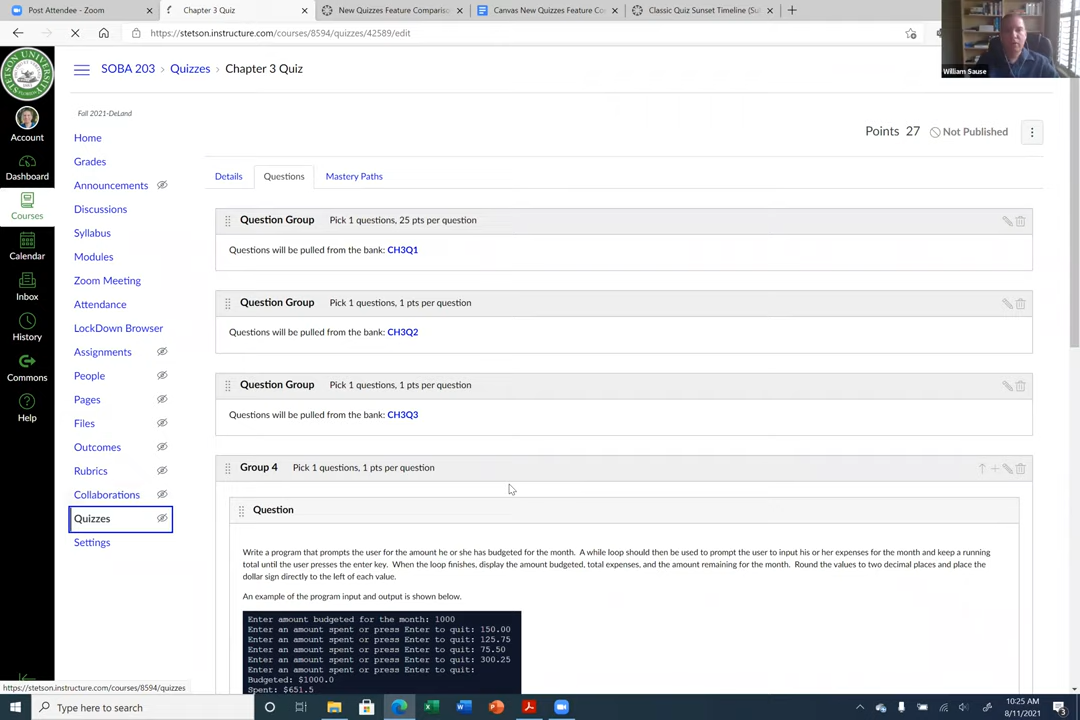 Post Attendee - Zoom
Chapter 3 Quiz
New Quizzes Feature Comparison
Canvas New Quizzes Feature Co
Classic Quiz Sunset Timeline (Su
https://stetson.instructure.com/courses/8594/quizzes/42589/edit
William Sause
SOBA 203 › Quizzes › Chapter 3 Quiz
Account
Dashboard
Courses
Calendar
Inbox
History
Commons
Help
Fall 2021-DeLand
Home
Grades
Announcements
Discussions
Syllabus
Modules
Zoom Meeting
Attendance
LockDown Browser
Assignments
People
Pages
Files
Outcomes
Rubrics
Collaborations
Quizzes
Settings
Points 27 Not Published
Details Questions Mastery Paths
Question Group Pick 1 questions, 25 pts per question
Questions will be pulled from the bank: CH3Q1
Question Group Pick 1 questions, 1 pts per question
Questions will be pulled from the bank: CH3Q2
Question Group Pick 1 questions, 1 pts per question
Questions will be pulled from the bank: CH3Q3
Group 4 Pick 1 questions, 1 pts per question
Question
Write a program that prompts the user for the amount he or she has budgeted for the month. A while loop should then be used to prompt the user to input his or her expenses for the month and keep a running
total until the user presses the enter key. When the loop finishes, display the amount budgeted, total expenses, and the amount remaining for the month. Round the values to two decimal places and place the
dollar sign directly to the left of each value.
An example of the program input and output is shown below.
Enter amount budgeted for the month: 1000
Enter an amount spent or press Enter to quit: 150.00
Enter an amount spent or press Enter to quit: 125.75
Enter an amount spent or press Enter to quit: 75.50
Enter an amount spent or press Enter to quit: 300.25
Enter an amount spent or press Enter to quit:
Budgeted: $1000.0
Spent: $651.5
https://stetson.instructure.com/courses/8594/quizzes
Type here to search
10:25 AM
8/11/2021